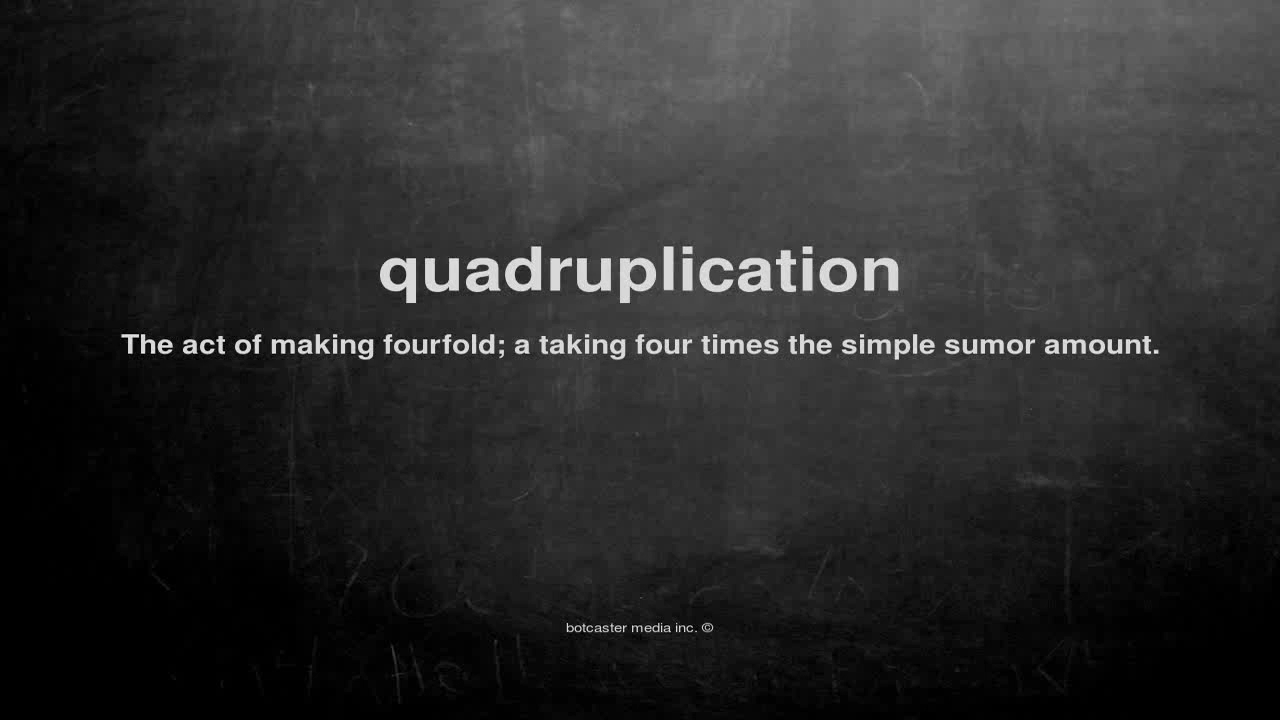 quadruplication
The act of making fourfold; a taking four times the simple sumor amount.
botcaster media inc. ©